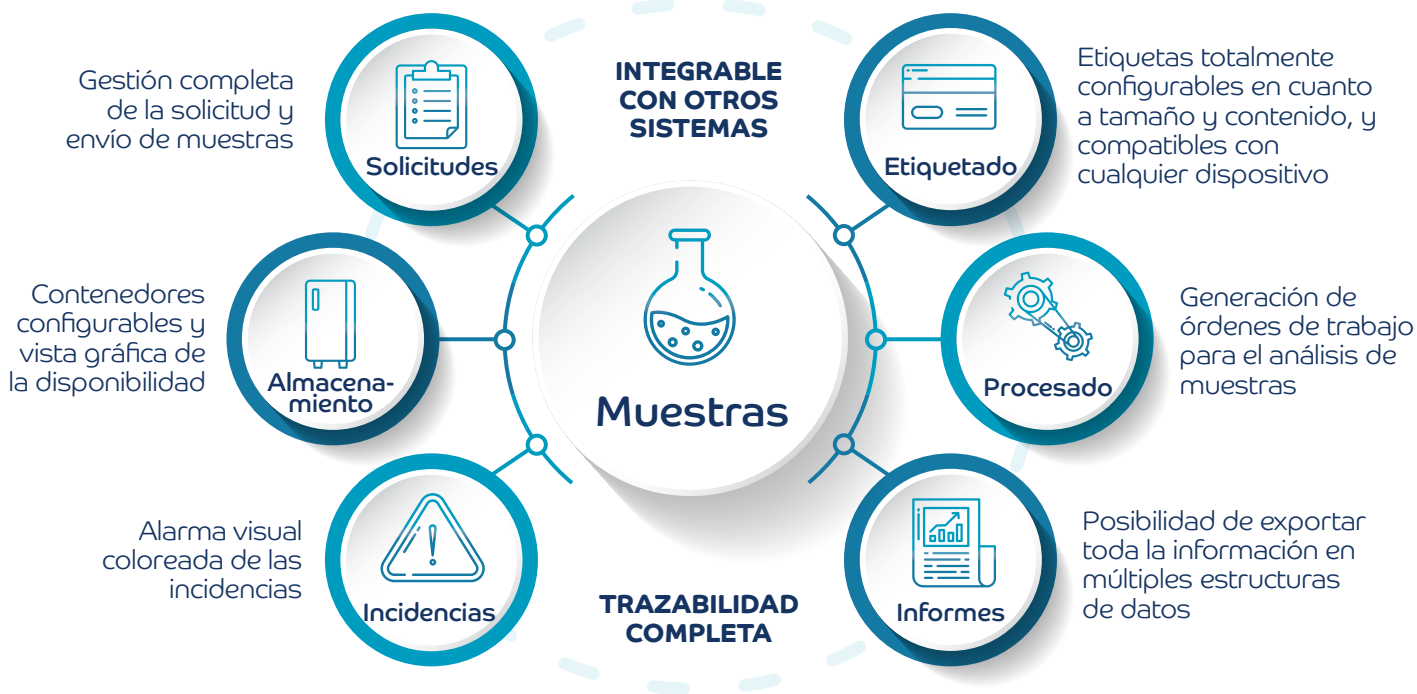 Gestión completa
de la solicitud y
envío de muestras
Solicitudes
INTEGRABLE
CON OTROS
SISTEMAS
Etiquetado
Etiquetas totalmente
configurables en cuanto
a tamaño y contenido, y
compatibles con
cualquier dispositivo
Contenedores
configurables y
vista gráfica de
la disponibilidad
Almacena-
miento
Muestras
Procesado
Generación de
órdenes de trabajo
para el análisis de
muestras
Alarma visual
coloreada de las
incidencias
Incidencias
TRAZABILIDAD
COMPLETA
Informes
Posibilidad de exportar
toda la información en
múltiples estructuras
de datos